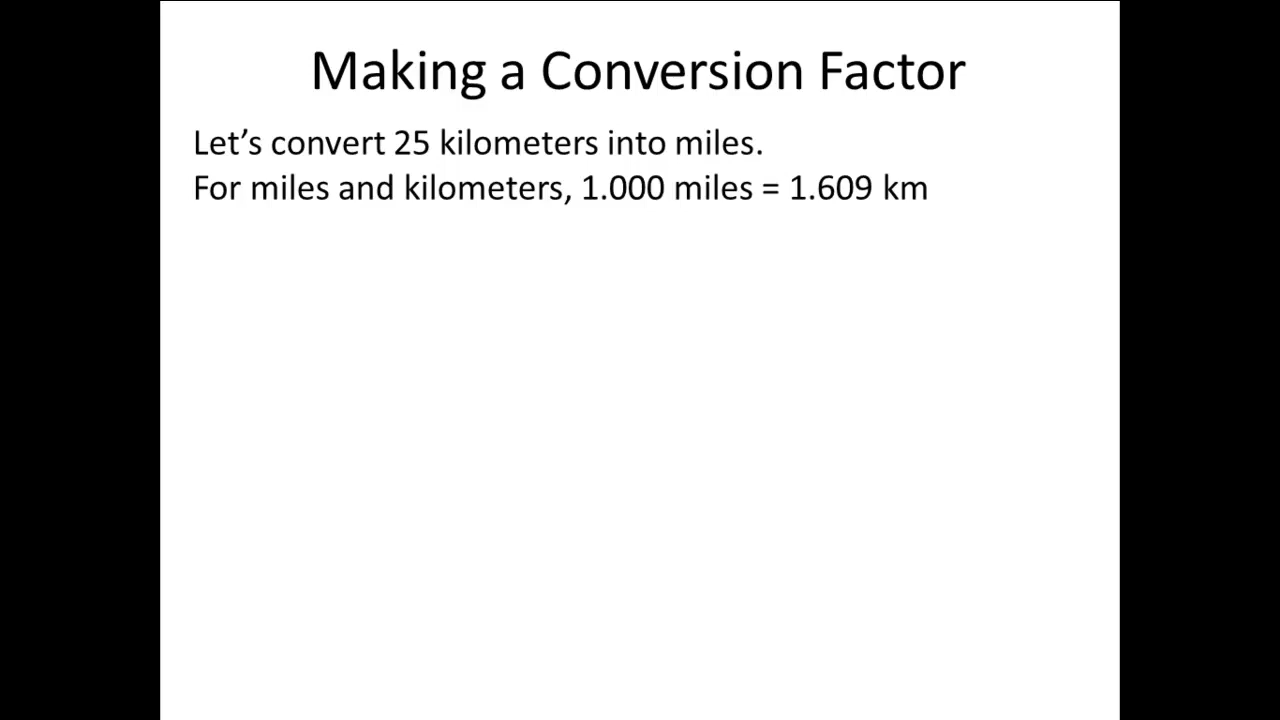 Making a Conversion Factor
Let’s convert 25 kilometers into miles.
For miles and kilometers, 1.000 miles = 1.609 km